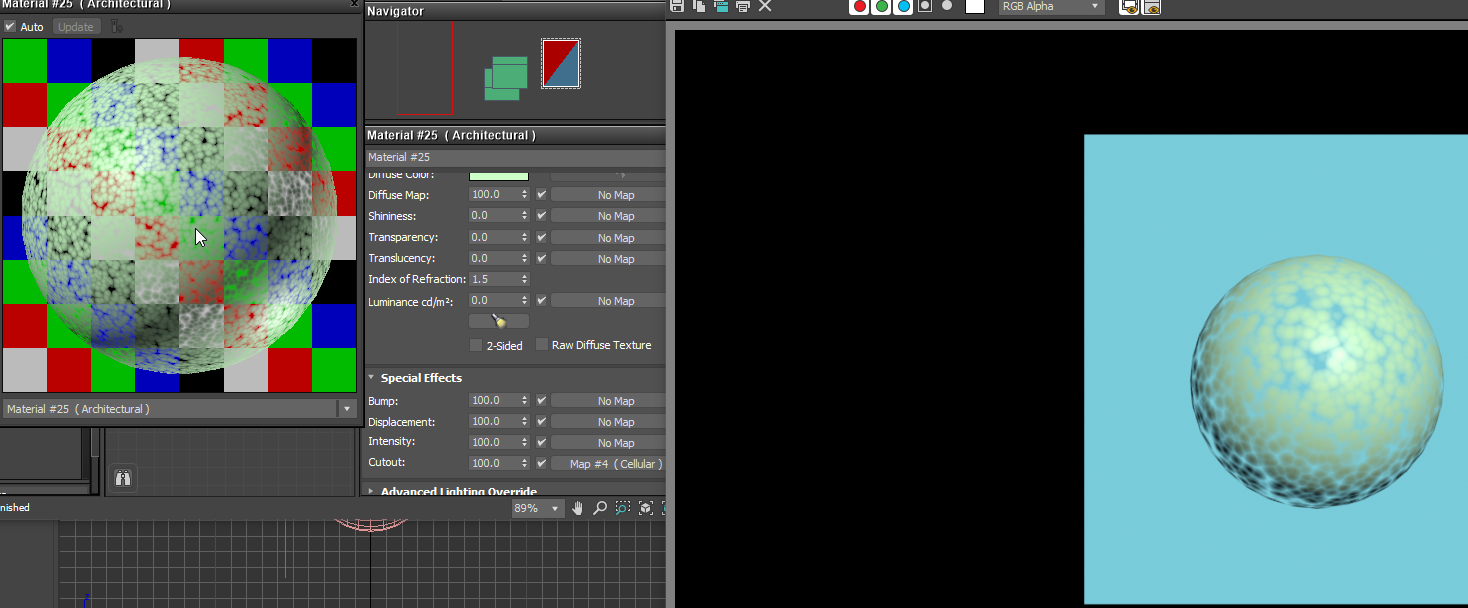 Material #25 ( Architectural )
Auto
Update
Material #25 ( Architectural )
nished
Navigator
Material #25 ( Architectural )
Material #25
Diffuse Color:
Diffuse Map: 100.0 No Map
Shininess: 0.0 No Map
Transparency: 0.0 No Map
Translucency: 0.0 No Map
Index of Refraction: 1.5
Luminance cd/m²: 0.0 No Map
2-Sided Raw Diffuse Texture
Special Effects
Bump: 100.0 No Map
Displacement: 100.0 No Map
Intensity: 100.0 No Map
Cutout: 100.0 Map #4 ( Cellular )
Advanced Lighting Override
89%
z
RGB Alpha